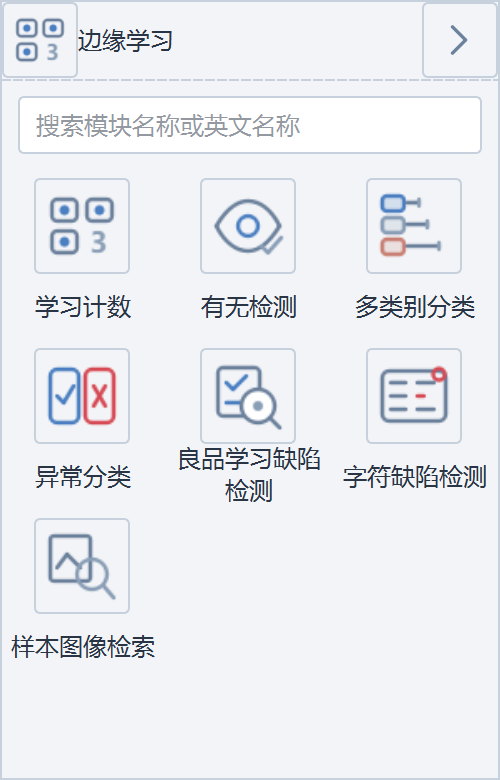 边缘学习
搜索模块名称或英文名称
3
学习计数
有无检测
多类别分类
异常分类
良品学习缺陷
检测
字符缺陷检测
样本图像检索